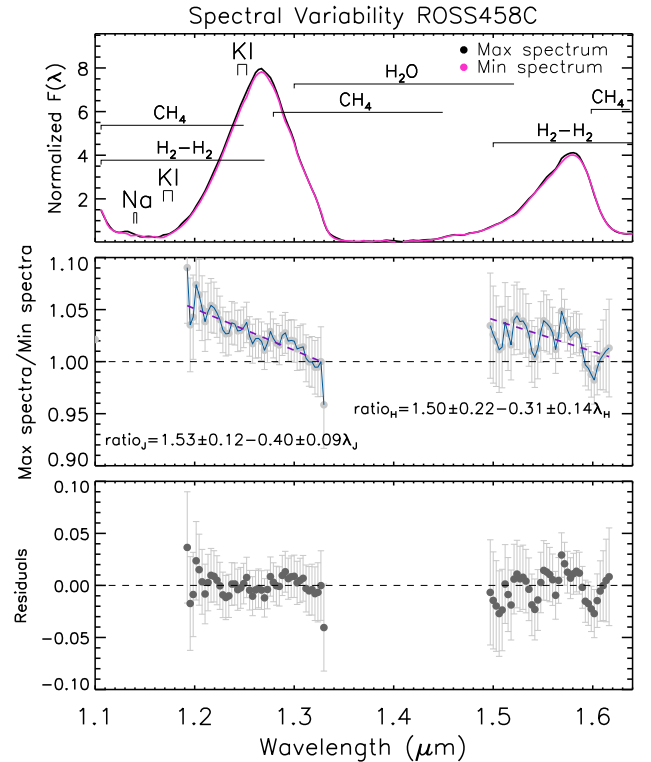 Spectral Variability ROSS458C
Normalized F(λ)
8
6
4
2
KI
Max spectrum
Min spectrum
H₂O
CH₄
CH₄
CH₄
H₂−H₂
H₂−H₂
KI
Na
Max spectra/Min spectra
1.10
1.05
1.00
0.95
0.90
ratio_H=1.50±0.22−0.31±0.14λ_H
ratio_J=1.53±0.12−0.40±0.09λ_J
Residuals
0.10
0.05
0.00
−0.05
−0.10
1.1 1.2 1.3 1.4 1.5 1.6
Wavelength (μm)